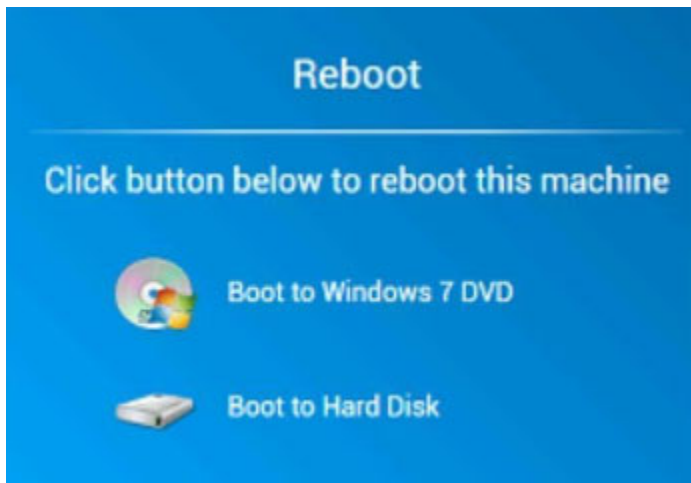 Reboot
Click button below to reboot this machine
Boot to Windows 7 DVD
Boot to Hard Disk